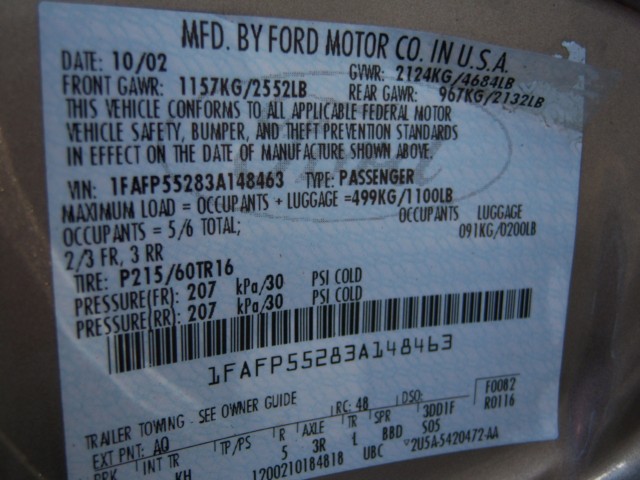 MFD. BY FORD MOTOR CO. IN U.S.A.
DATE: 10/02 GVWR: 2124KG/4684LB
FRONT GAWR: 1157KG/2552LB REAR GAWR: 967KG/2132LB
THIS VEHICLE CONFORMS TO ALL APPLICABLE FEDERAL MOTOR
VEHICLE SAFETY, BUMPER, AND THEFT PREVENTION STANDARDS
IN EFFECT ON THE DATE OF MANUFACTURE SHOWN ABOVE.
VIN: 1FAFP55283A148463 TYPE: PASSENGER
MAXIMUM LOAD = OCCUPANTS + LUGGAGE = 499KG/1100LB
OCCUPANTS = 5/6 TOTAL; OCCUPANTS LUGGAGE
2/3 FR, 3 RR 091KG/0200LB
TIRE: P215/60TR16
PRESSURE(FR): 207 kPa/30 PSI COLD
PRESSURE(RR): 207 kPa/30 PSI COLD
1FAFP55283A148463
TRAILER TOWING - SEE OWNER GUIDE
F0082
EXT PNT: AQ RC: 48 DSO: R0116
BRK INT TR TP/PS R AXLE TR SPR 3DD1F
KH 5 3R BBD S05
1200210184818 UBC 2U5A-5420472-AA